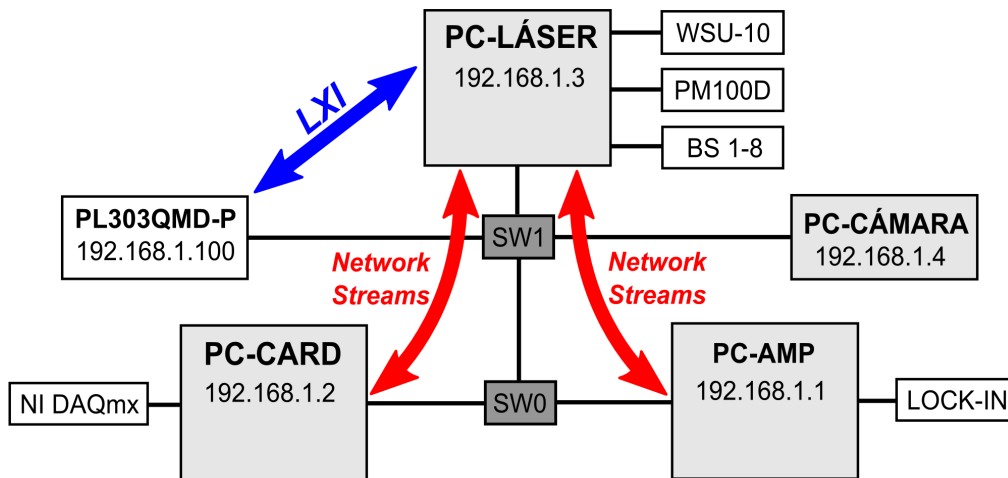 PC-LÁSER
192.168.1.3
WSU-10
PM100D
BS 1-8
LXI
PL303QMD-P
192.168.1.100
SW1
PC-CÁMARA
192.168.1.4
Network
Streams
Network
Streams
PC-CARD
192.168.1.2
PC-AMP
192.168.1.1
NI DAQmx
SW0
LOCK-IN